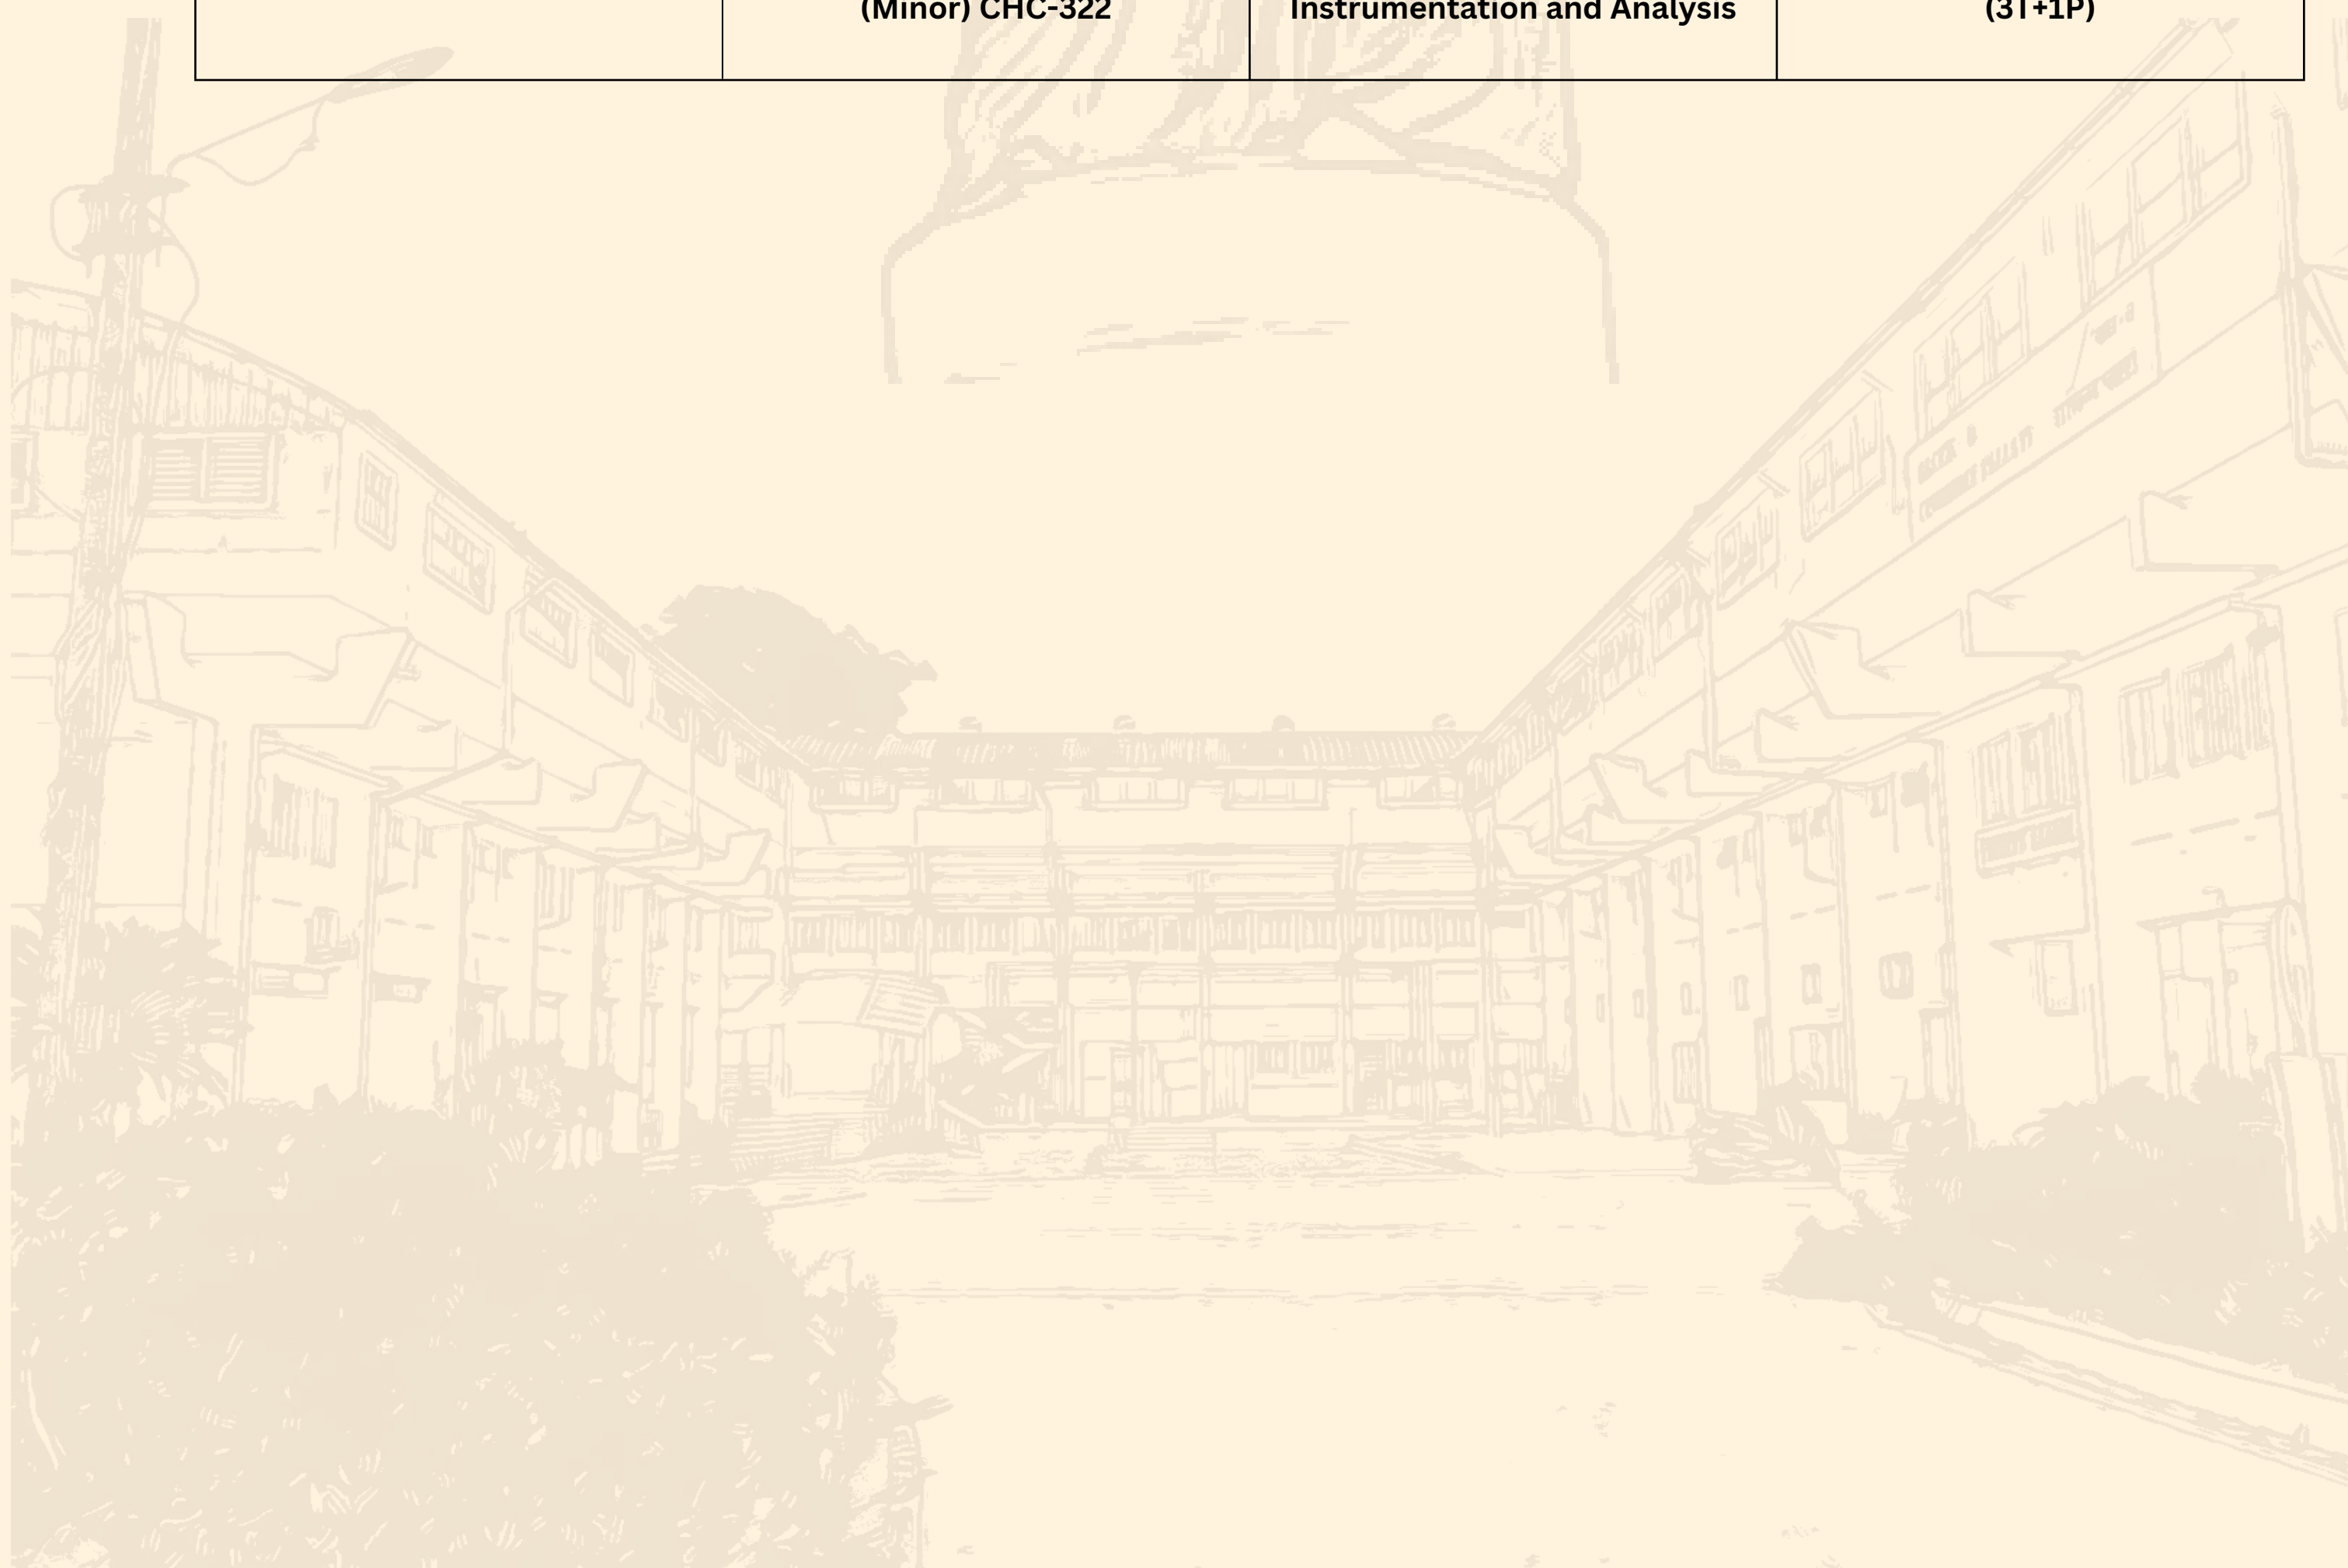 (Minor) CHC-322
Instrumentation and Analysis
(3T+1P)